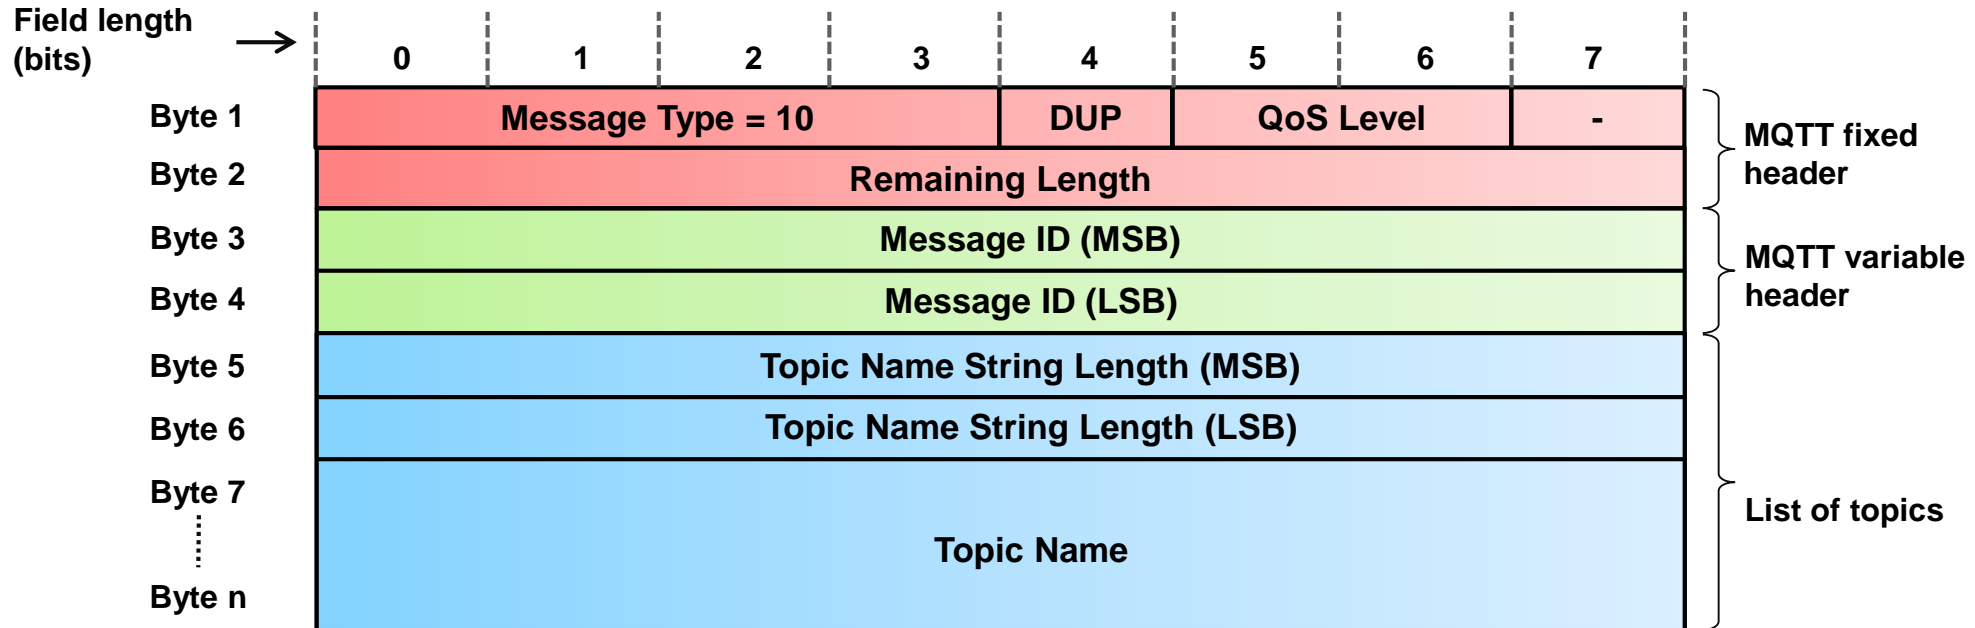 Field length
(bits)
0 1 2 3 4 5 6 7
Byte 1 Message Type = 10 DUP QoS Level -
MQTT fixed
header
Byte 2 Remaining Length
Byte 3 Message ID (MSB)
MQTT variable
header
Byte 4 Message ID (LSB)
Byte 5 Topic Name String Length (MSB)
Byte 6 Topic Name String Length (LSB)
Byte 7
List of topics
Topic Name
Byte n